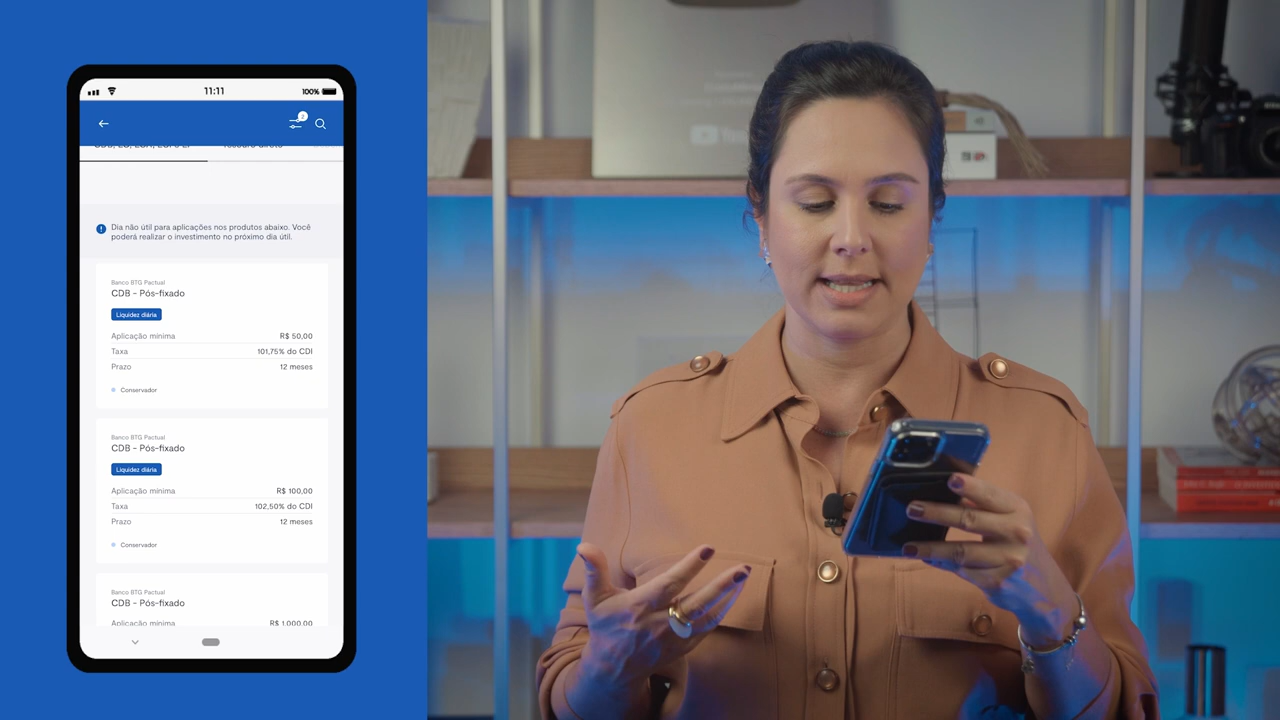 11:11
100%
2
Dia não útil para aplicações nos produtos abaixo. Você
poderá realizar o investimento no próximo dia útil.
Banco BTG Pactual
CDB - Pós-fixado
Liquidez diária
Aplicação mínima R$ 50,00
Taxa 101,75% do CDI
Prazo 12 meses
Conservador
Banco BTG Pactual
CDB - Pós-fixado
Liquidez diária
Aplicação mínima R$ 100,00
Taxa 102,50% do CDI
Prazo 12 meses
Conservador
Banco BTG Pactual
CDB - Pós-fixado
Aplicação mínima R$ 1.000,00